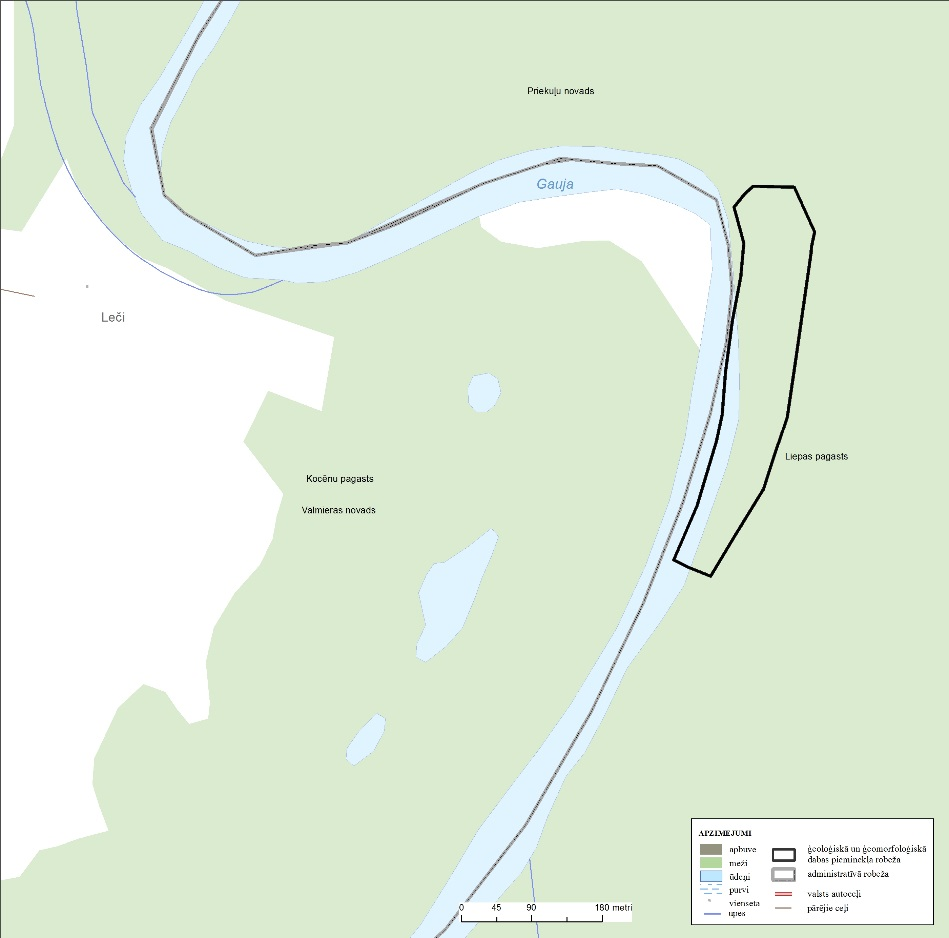 Priekuļu novads
Gauja
Leči
Liepas pagasts
Kocēnu pagasts
Valmieras novads
0 45 90 180 metri
APZĪMĒJUMI
apbūve
meži
ūdeņi
purvi
viensēta
upes
ģeoloģiskā un ģeomorfoloģiskā
dabas pieminekļa robeža
administratīvā robeža
valsts autoceļi
pārējie ceļi